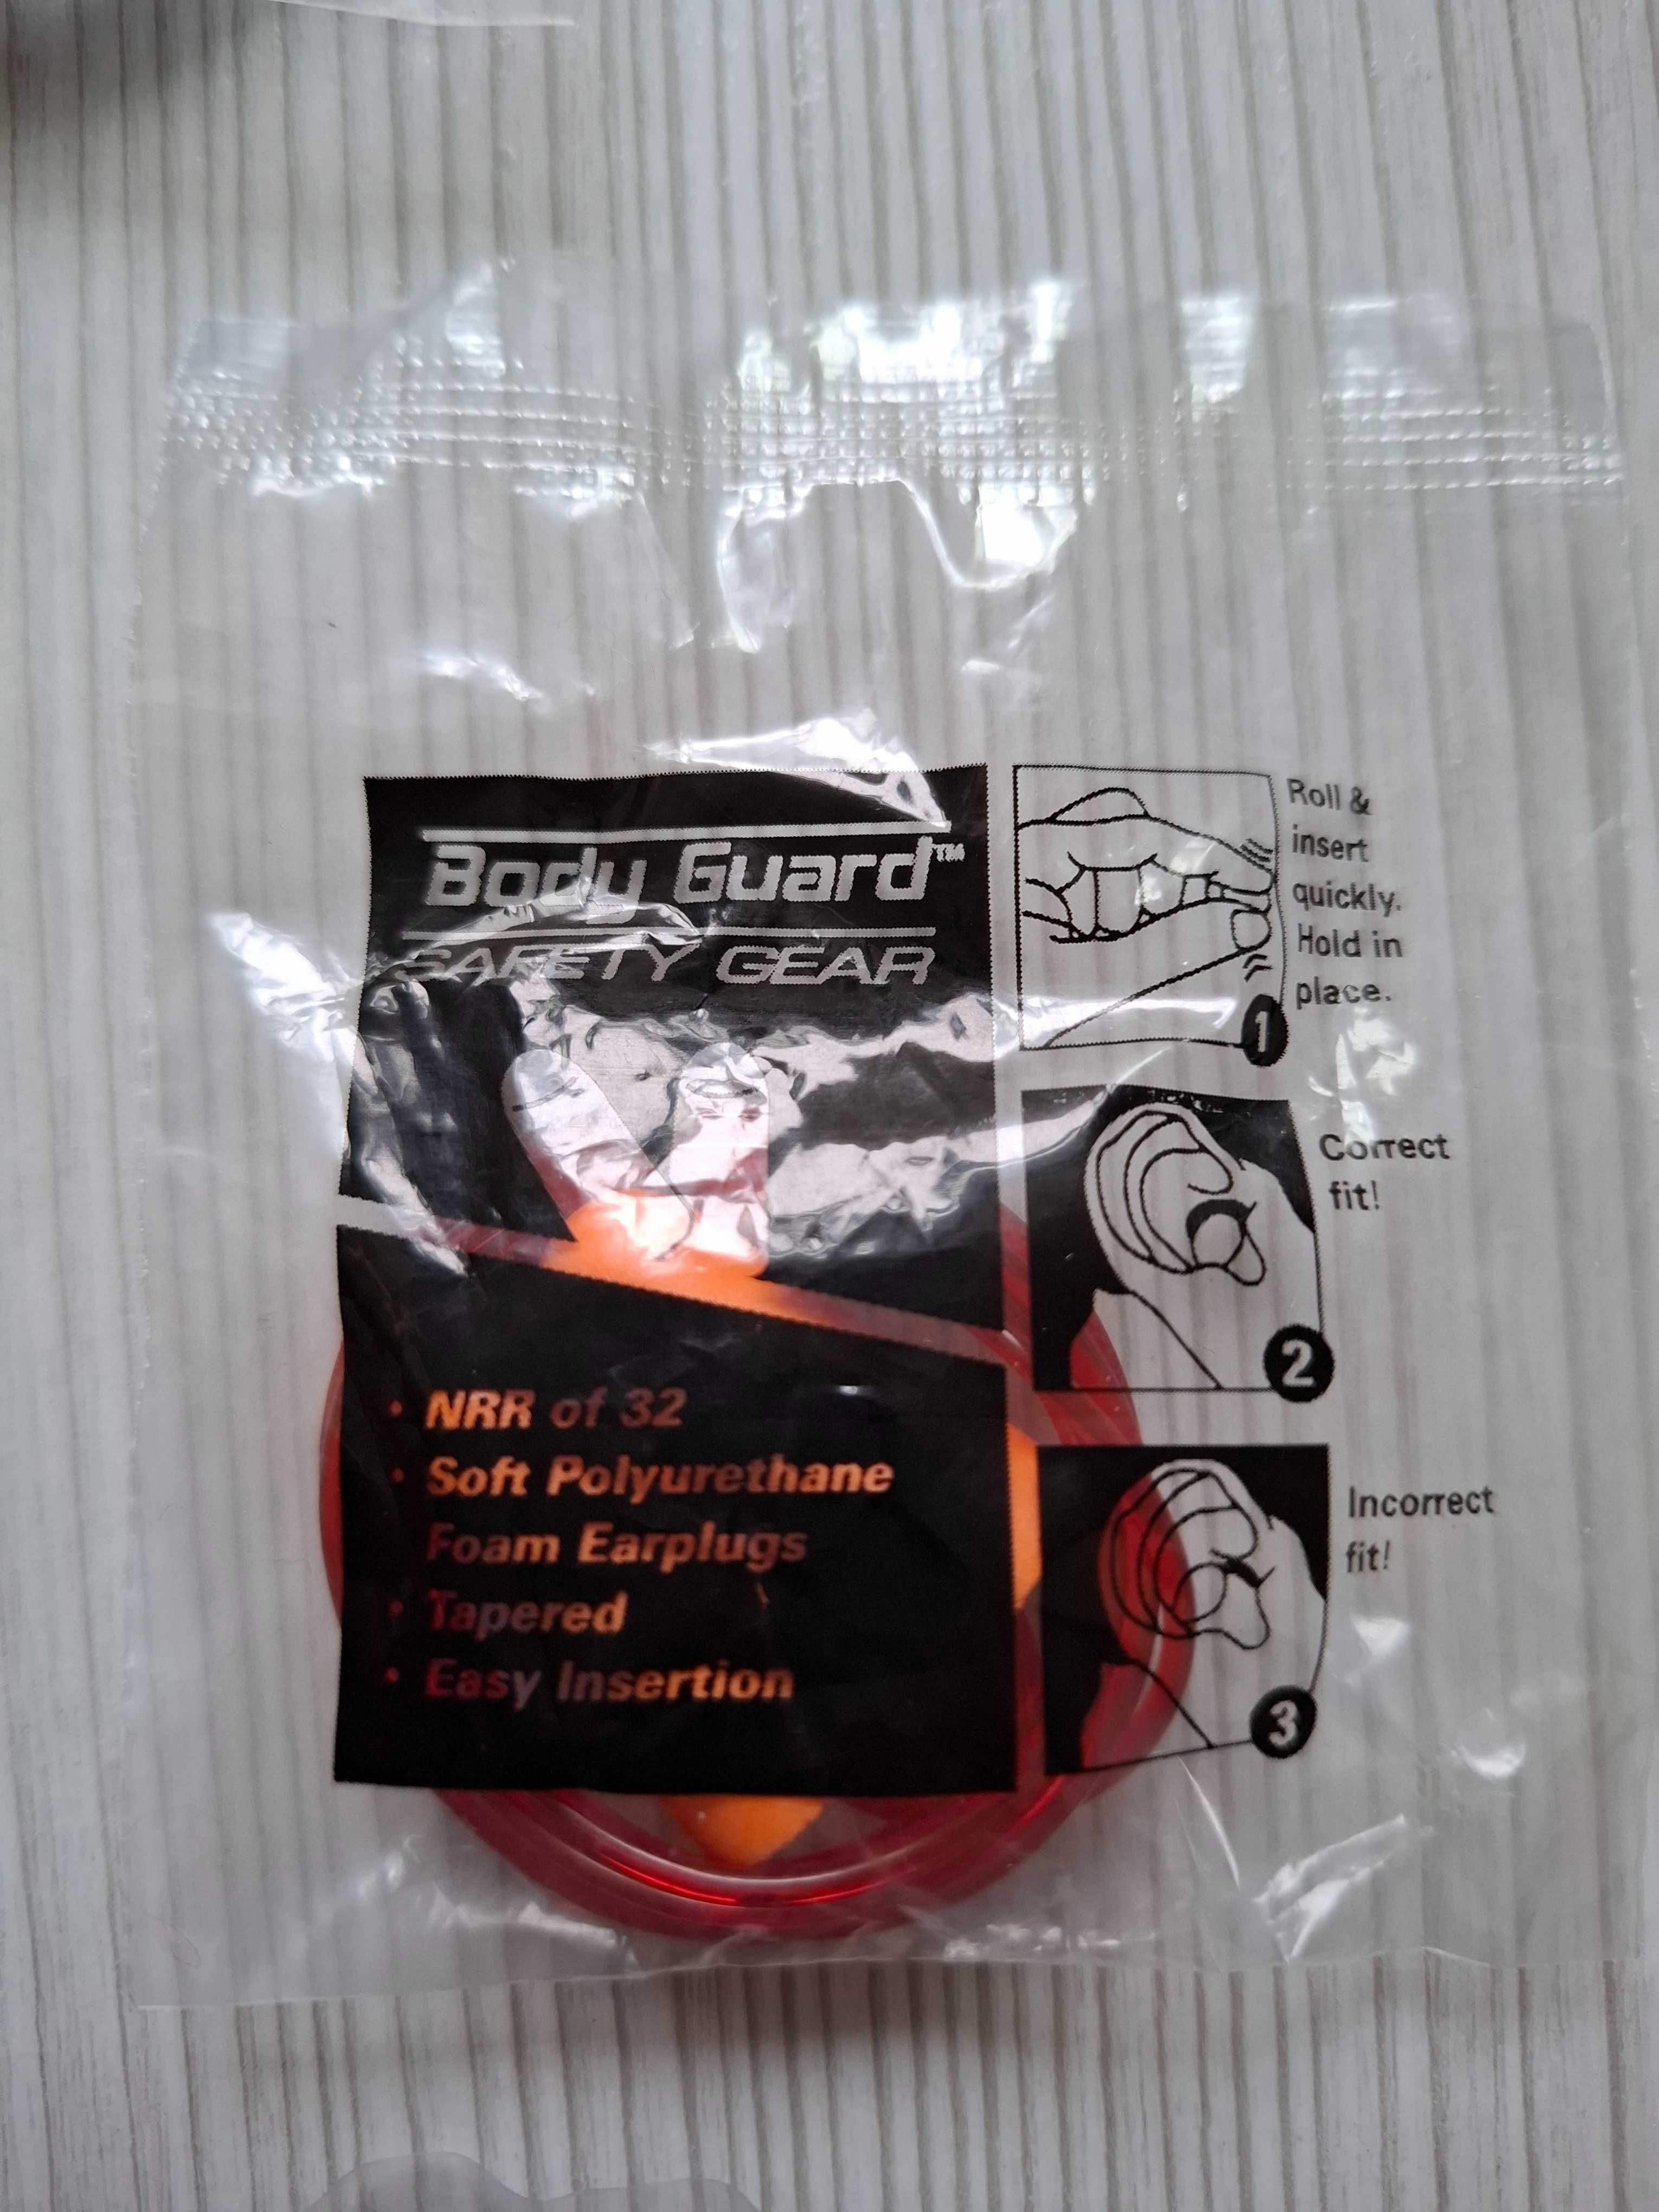 Body Guard™
SAFETY GEAR
• NRR of 32
• Soft Polyurethane
Foam Earplugs
• Tapered
• Easy Insertion
Roll &
insert
quickly.
Hold in
place.
1
Correct
fit!
2
Incorrect
fit!
3